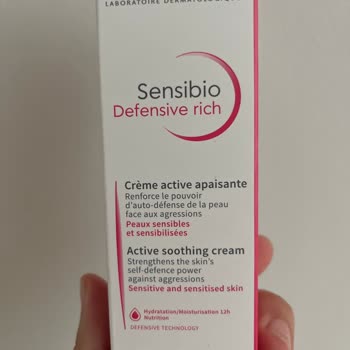 LABORATOIRE DERMATOLOGIQUE
Sensibio
Defensive rich
Crème active apaisante
Renforce le pouvoir
d'auto-défense de la peau
face aux agressions
Peaux sensibles
et sensibilisées
Active soothing cream
Strengthens the skin's
self-defence power
against aggressions
Sensitive and sensitised skin
Hydratation/Moisturisation 12h
Nutrition
DEFENSIVE TECHNOLOGY